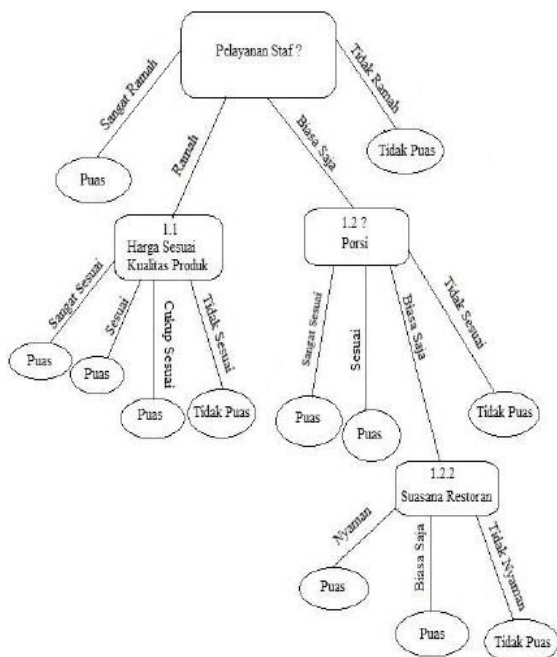 Pelayanan Staf ?
Sangat Ramah
Ramah
Biasa Saja
Tidak Ramah
Puas
Tidak Puas
1.1
Harga Sesuai
Kualitas Produk
1.2 ?
Porsi
Sangat Sesuai
Sesuai
Cukup Sesuai
Tidak Sesuai
Sangat Sesuai
Sesuai
Biasa Saja
Tidak Sesuai
Puas
Puas
Puas
Tidak Puas
Puas
Puas
Tidak Puas
1.2.2
Suasana Restoran
Nyaman
Biasa Saja
Tidak Nyaman
Puas
Puas
Tidak Puas